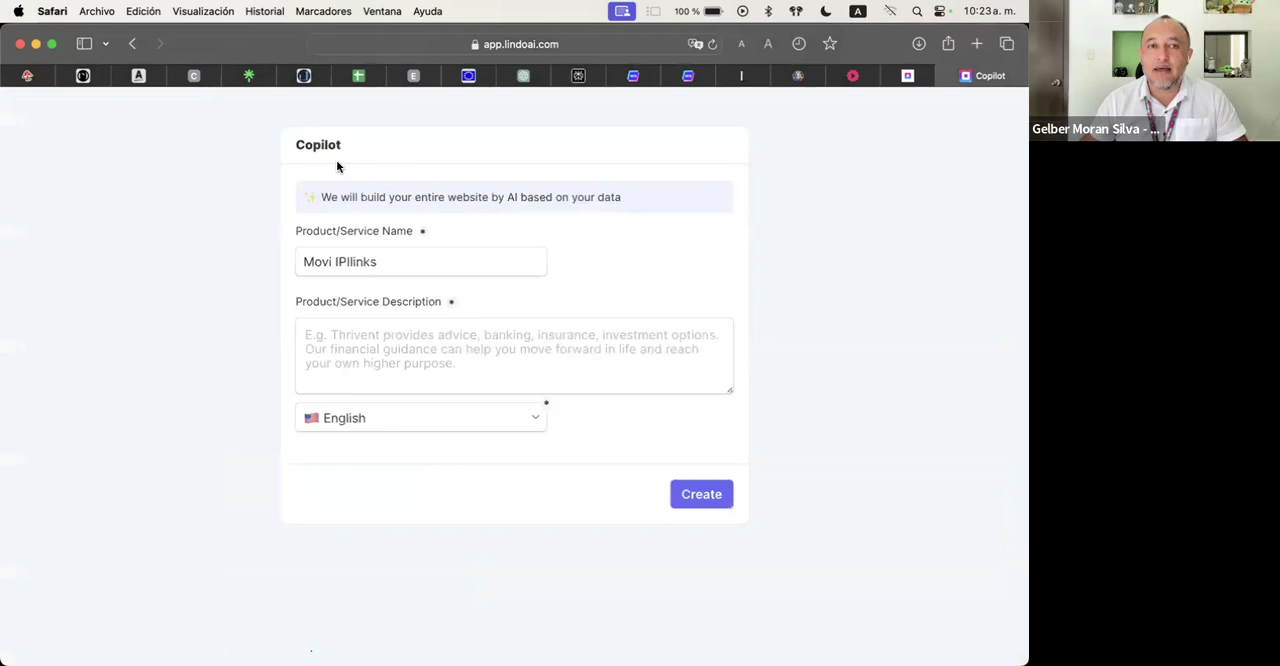 Safari Archivo Edición Visualización Historial Marcadores Ventana Ayuda 100 % A 10:23 a. m.
app.lindoai.com A A
A C E Copilot
Gelber Moran Silva - ...
Copilot
We will build your entire website by AI based on your data
Product/Service Name
Movi IPllinks
Product/Service Description
E.g. Thrivent provides advice, banking, insurance, investment options.
Our financial guidance can help you move forward in life and reach
your own higher purpose.
English
Create